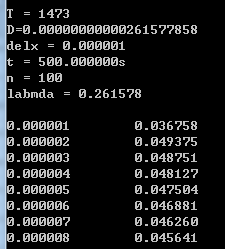 T = 1473
D=0.00000000000261577858
delx = 0.000001
t = 500.000000s
n = 100
labmda = 0.261578
0.000001 0.036758
0.000002 0.049375
0.000003 0.048751
0.000004 0.048127
0.000005 0.047504
0.000006 0.046881
0.000007 0.046260
0.000008 0.045641